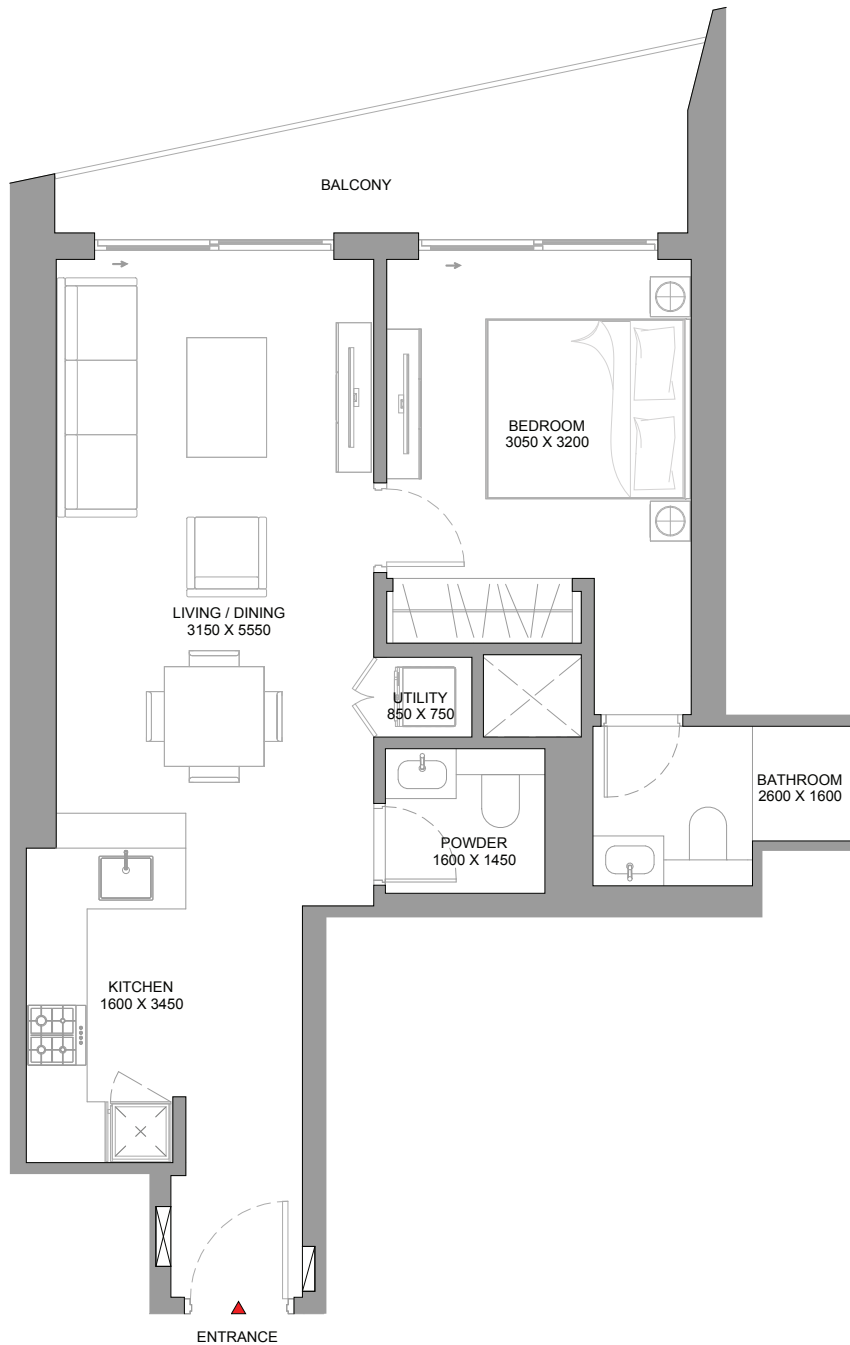 BALCONY
BEDROOM
3050 X 3200
LIVING / DINING
3150 X 5550
UTILITY
850 X 750
BATHROOM
2600 X 1600
POWDER
1600 X 1450
KITCHEN
1600 X 3450
ENTRANCE